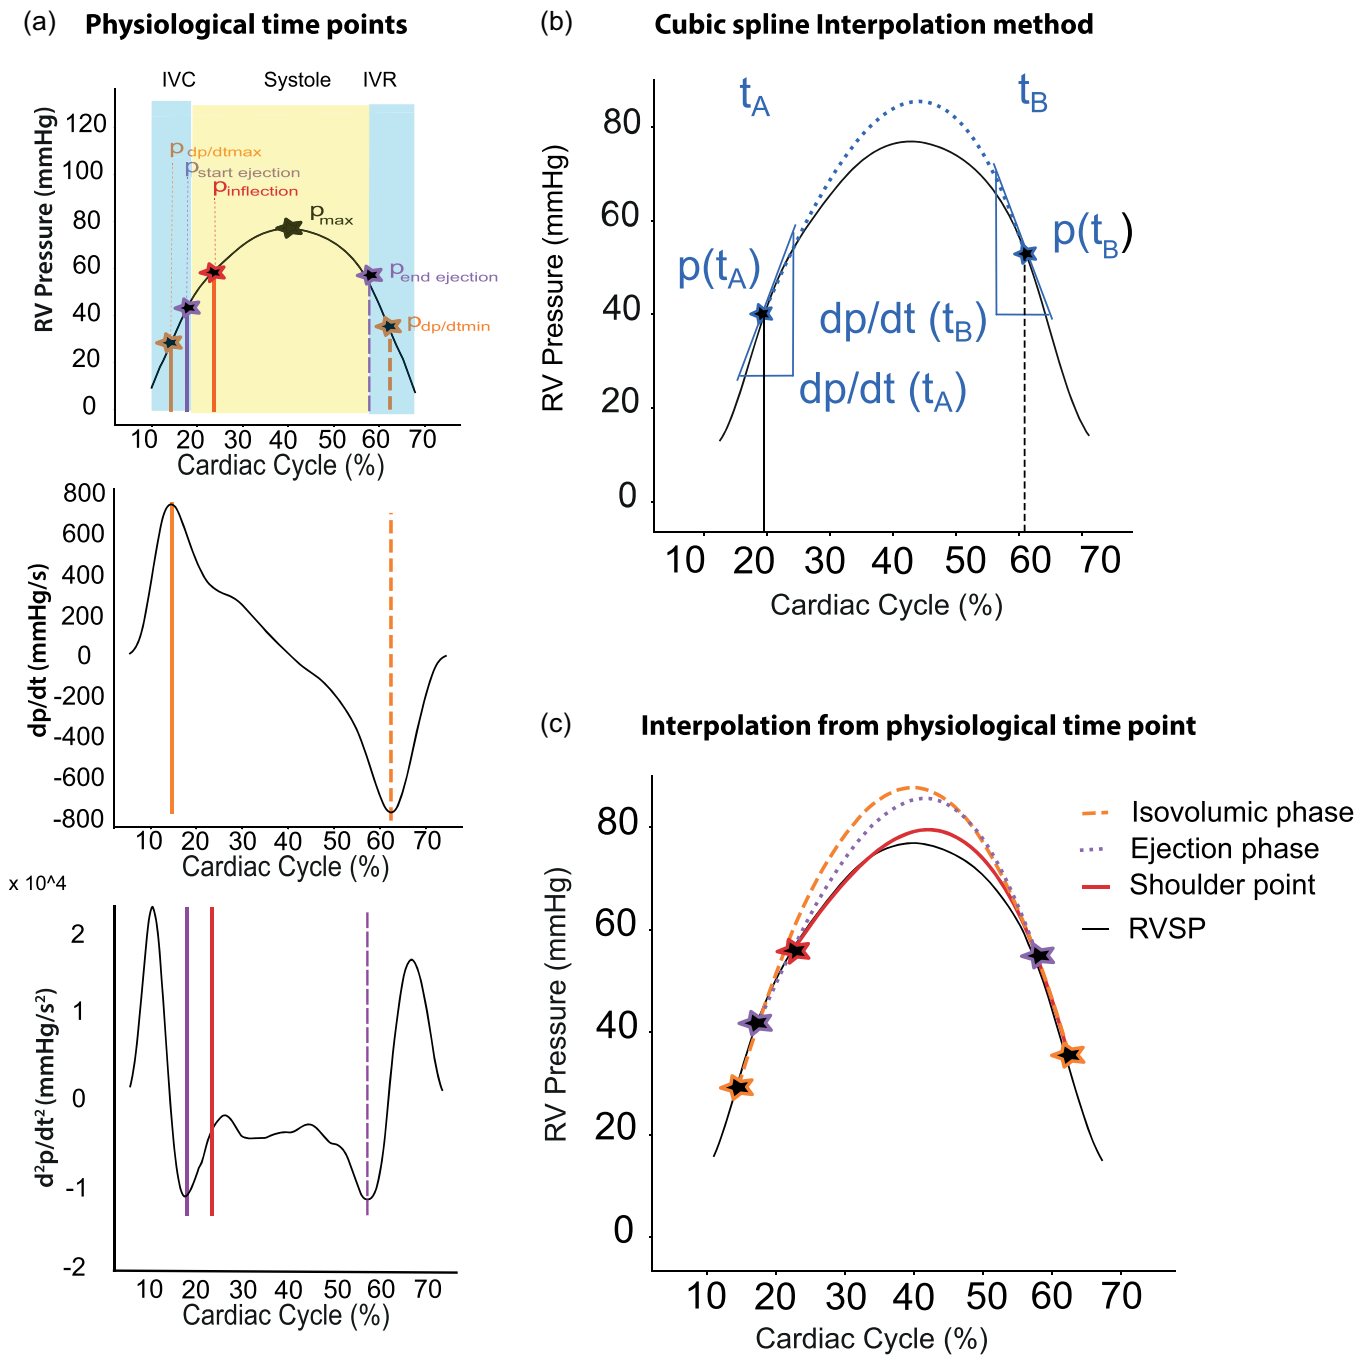 (a) Physiological time points
IVC Systole IVR
RV Pressure (mmHg)
120
100
80
60
40
20
0
p dp/dtmax
p start ejection
p inflection
p max
p end ejection
p dp/dtmin
10 20 30 40 50 60 70
Cardiac Cycle (%)
dp/dt (mmHg/s)
800
600
400
200
0
-200
-400
-600
-800
10 20 30 40 50 60 70
Cardiac Cycle (%)
x 10^4
d²p/dt² (mmHg/s²)
2
1
0
-1
-2
10 20 30 40 50 60 70
Cardiac Cycle (%)
(b) Cubic spline Interpolation method
RV Pressure (mmHg)
80
60
40
20
0
t_A
t_B
p(t_A)
p(t_B)
dp/dt (t_B)
dp/dt (t_A)
10 20 30 40 50 60 70
Cardiac Cycle (%)
(c) Interpolation from physiological time point
RV Pressure (mmHg)
80
60
40
20
0
Isovolumic phase
Ejection phase
Shoulder point
RVSP
10 20 30 40 50 60 70
Cardiac Cycle (%)